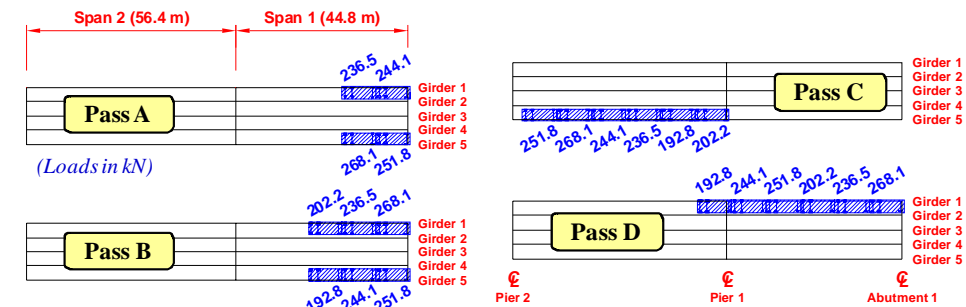 Span 2 (56.4 m)
Span 1 (44.8 m)
236.5 244.1
Girder 1
Girder 2
Girder 3
Girder 4
Girder 5
Pass A
268.1 251.8
(Loads in kN)
202.2 236.5 268.1
Girder 1
Girder 2
Girder 3
Girder 4
Girder 5
Pass B
192.8 244.1 251.8
Girder 1
Girder 2
Girder 3
Girder 4
Girder 5
Pass C
251.8 268.1 244.1 236.5 192.8 202.2
192.8 244.1 251.8 202.2 236.5 268.1
Girder 1
Girder 2
Girder 3
Girder 4
Girder 5
Pass D
℄ ℄ ℄
Pier 2 Pier 1 Abutment 1